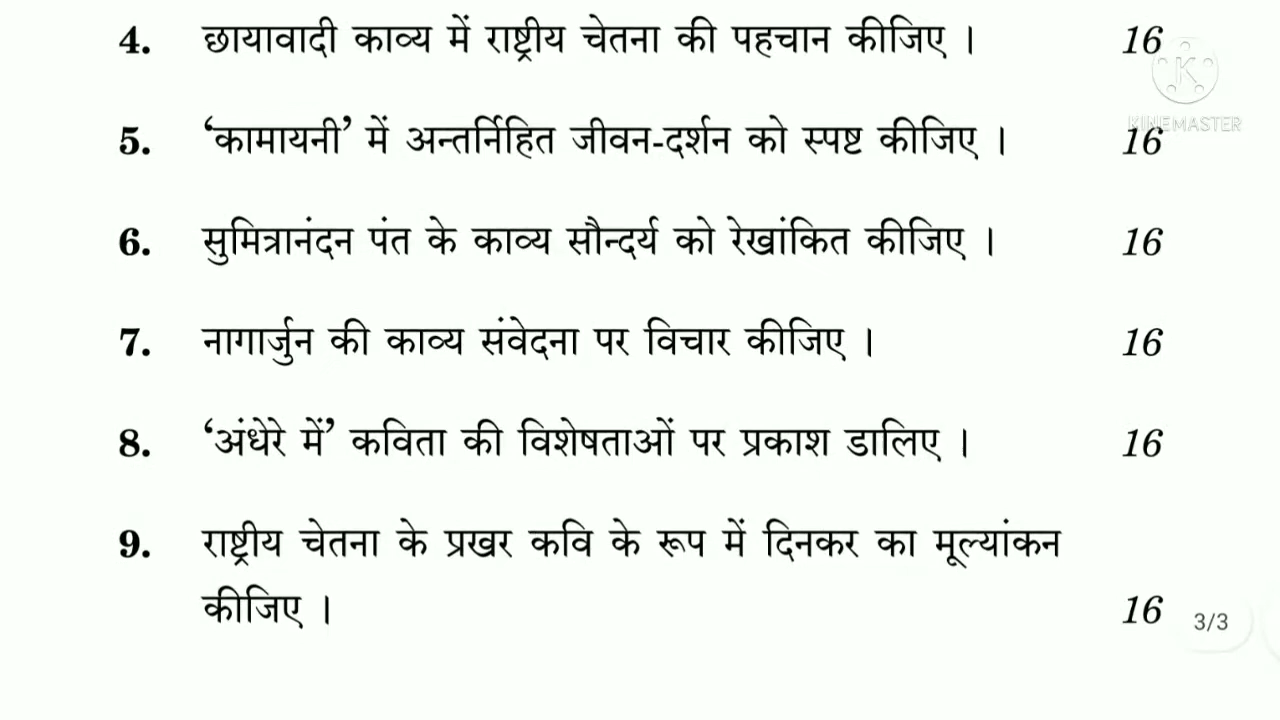 4. छायावादी काव्य में राष्ट्रीय चेतना की पहचान कीजिए । 16
KINEMASTER
5. ‘कामायनी’ में अन्तर्निहित जीवन-दर्शन को स्पष्ट कीजिए । 16
6. सुमित्रानंदन पंत के काव्य सौन्दर्य को रेखांकित कीजिए । 16
7. नागार्जुन की काव्य संवेदना पर विचार कीजिए । 16
8. ‘अंधेरे में’ कविता की विशेषताओं पर प्रकाश डालिए । 16
9. राष्ट्रीय चेतना के प्रखर कवि के रूप में दिनकर का मूल्यांकन
कीजिए । 16 3/3